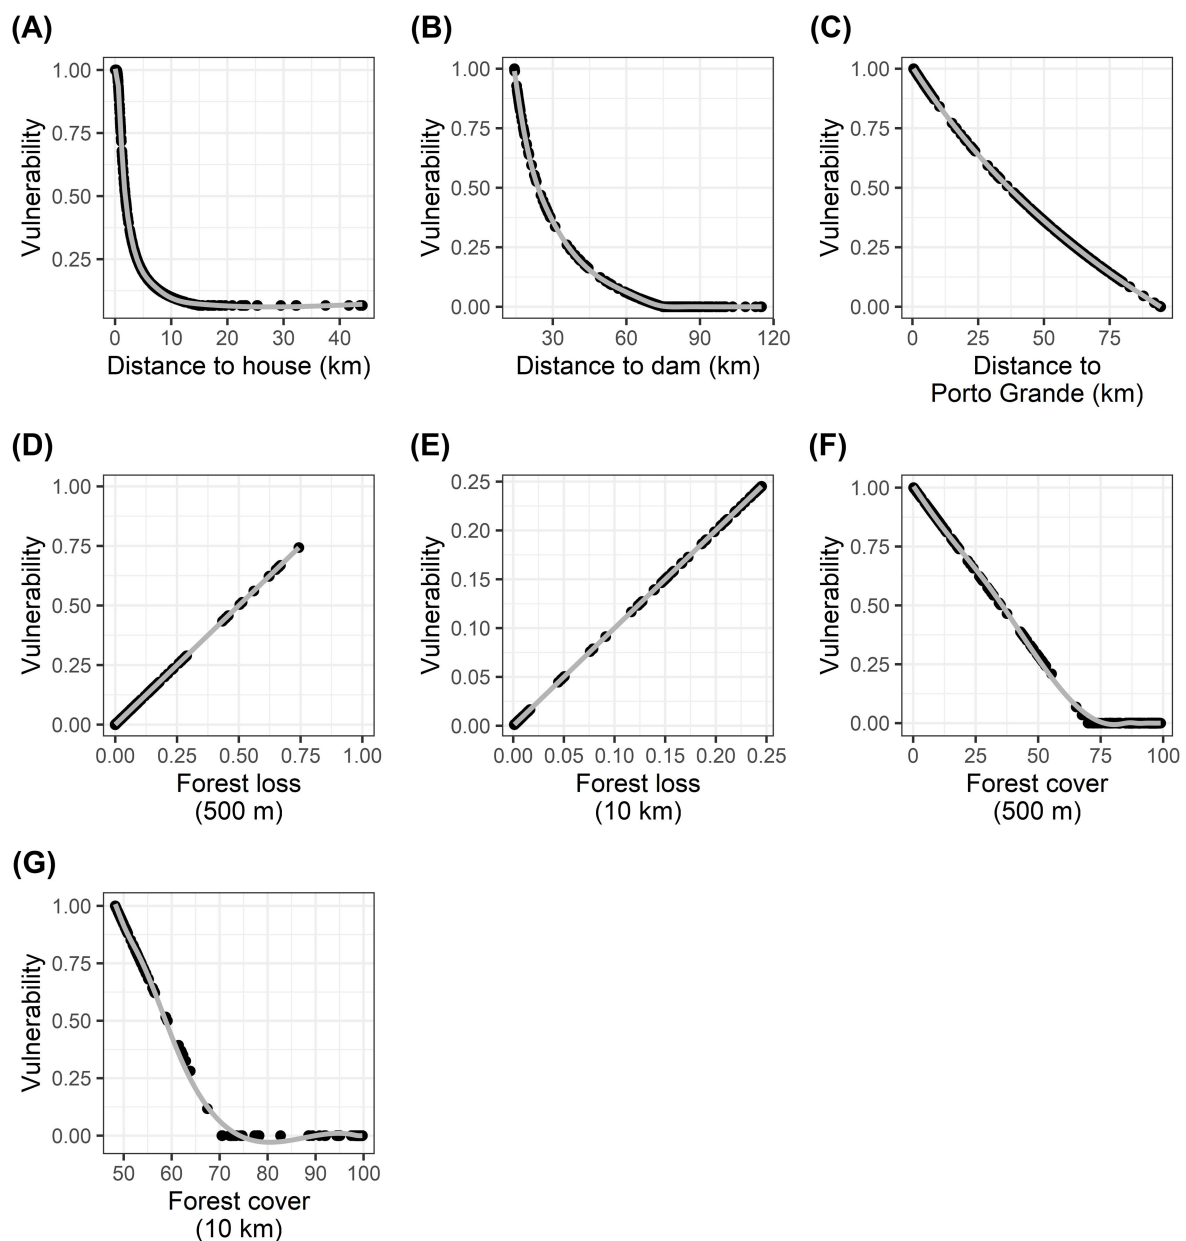 (A)
1.00
0.75
0.50
0.25
Vulnerability
0 10 20 30 40
Distance to house (km)
(B)
1.00
0.75
0.50
0.25
0.00
Vulnerability
30 60 90 120
Distance to dam (km)
(C)
1.00
0.75
0.50
0.25
0.00
Vulnerability
0 25 50 75
Distance to
Porto Grande (km)
(D)
1.00
0.75
0.50
0.25
0.00
Vulnerability
0.00 0.25 0.50 0.75 1.00
Forest loss
(500 m)
(E)
0.25
0.20
0.15
0.10
0.05
0.00
Vulnerability
0.00 0.05 0.10 0.15 0.20 0.25
Forest loss
(10 km)
(F)
1.00
0.75
0.50
0.25
0.00
Vulnerability
0 25 50 75 100
Forest cover
(500 m)
(G)
1.00
0.75
0.50
0.25
0.00
Vulnerability
50 60 70 80 90 100
Forest cover
(10 km)